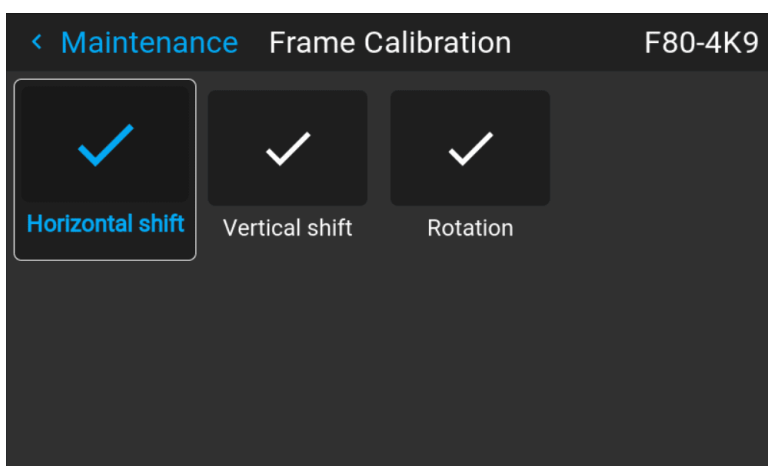 Maintenance Frame Calibration F80-4K9
Horizontal shift Vertical shift Rotation